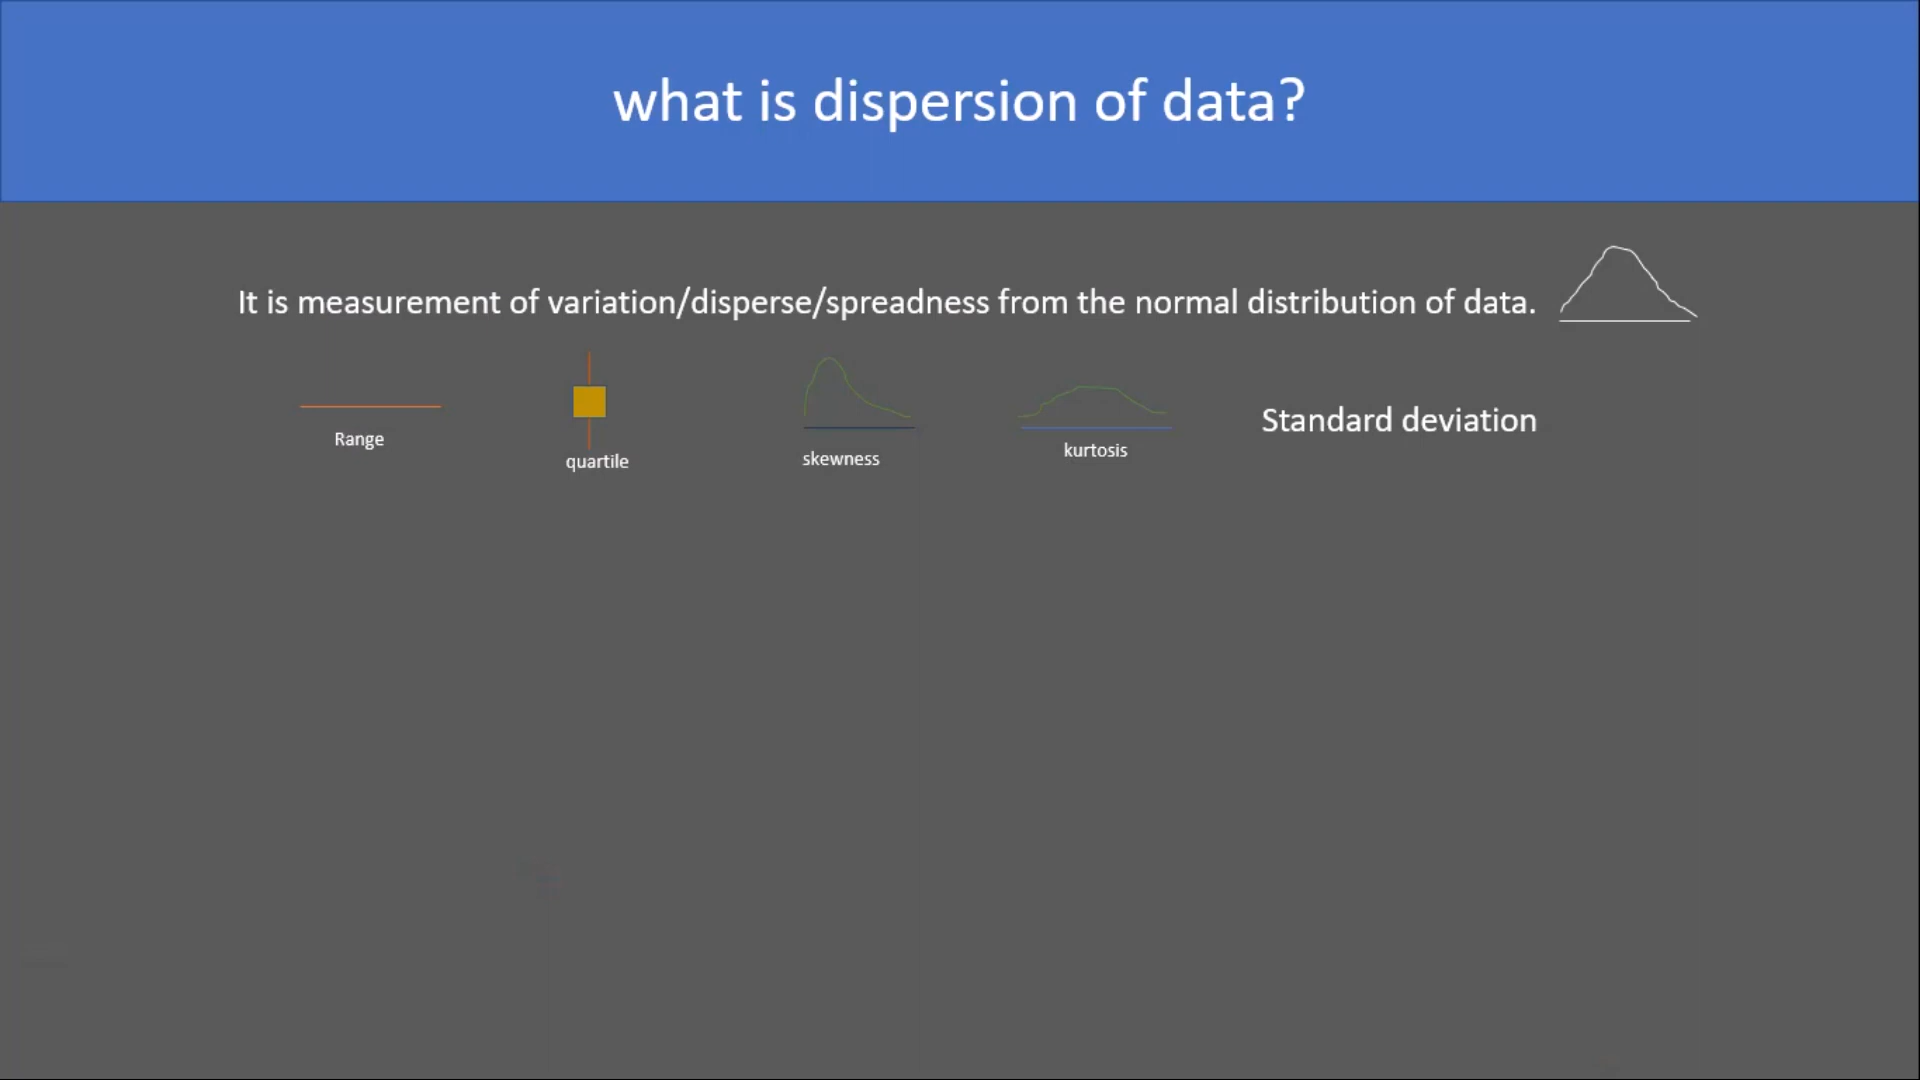 what is dispersion of data?
It is measurement of variation/disperse/spreadness from the normal distribution of data.
Range
quartile
skewness
kurtosis
Standard deviation